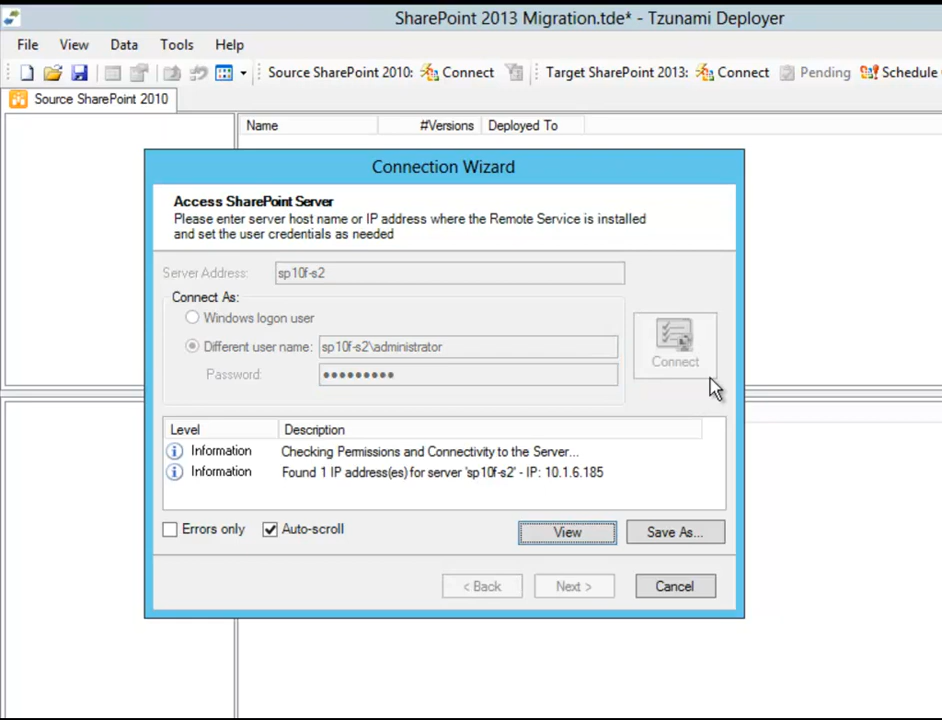 SharePoint 2013 Migration.tde* - Tzunami Deployer
File View Data Tools Help
Source SharePoint 2010: Connect Target SharePoint 2013: Connect Pending Schedule
Source SharePoint 2010
Name #Versions Deployed To
Connection Wizard
Access SharePoint Server
Please enter server host name or IP address where the Remote Service is installed
and set the user credentials as needed
Server Address: sp10f-s2
Connect As:
Windows logon user
Different user name: sp10f-s2\administrator
Connect
Password: ●●●●●●●●●
Level Description
Information Checking Permissions and Connectivity to the Server...
Information Found 1 IP address(es) for server 'sp10f-s2' - IP: 10.1.6.185
Errors only Auto-scroll View Save As...
< Back Next > Cancel